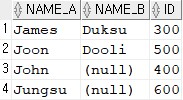 NAME_A NAME_B ID
1 James Duksu 300
2 Joon Dooli 500
3 John (null) 400
4 Jungsu (null) 600